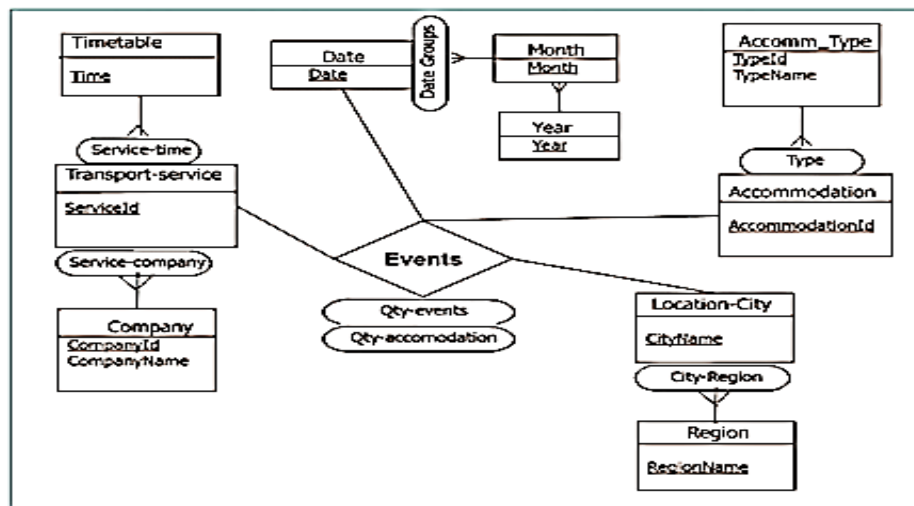 Timetable
Time
Service-time
Transport-service
ServiceId
Service-company
Company
CompanyId
CompanyName
Date
Date
Date Groups
Month
Month
Year
Year
Accomm_Type
TypeId
TypeName
Type
Accommodation
AccommodationId
Events
Qty-events
Qty-accomodation
Location-City
CityName
City-Region
Region
RegionName